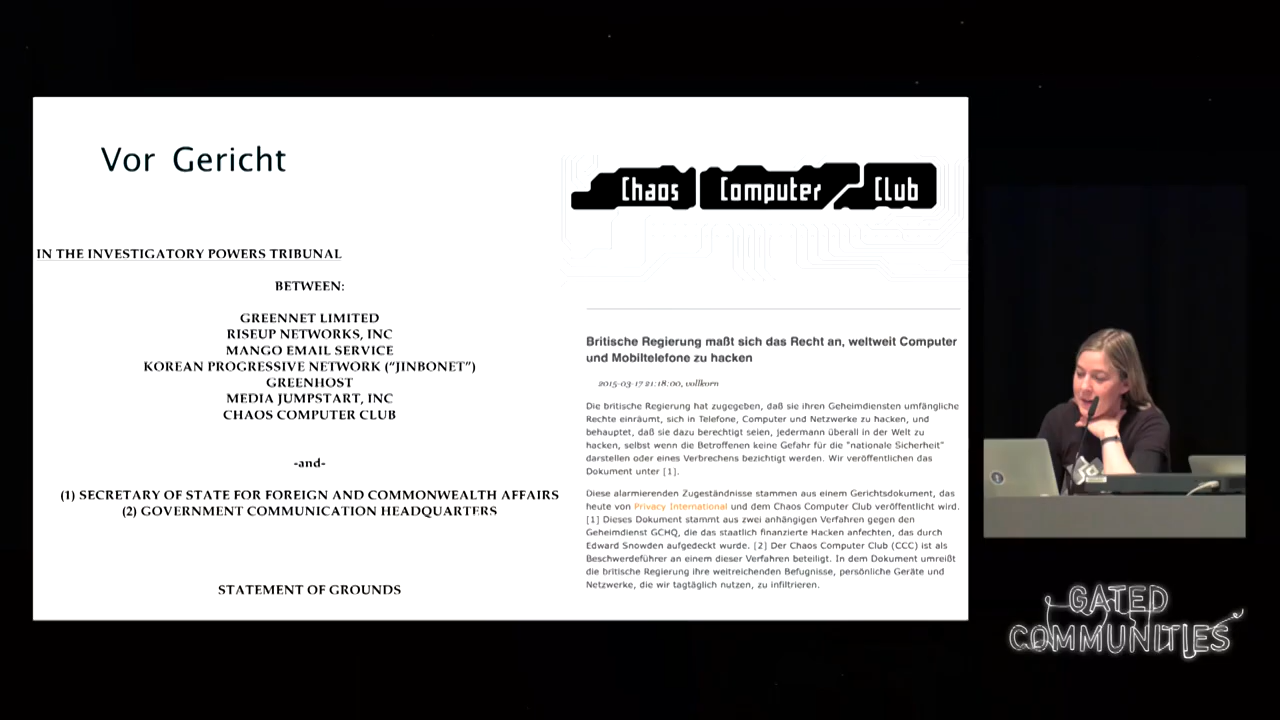 Vor Gericht
IN THE INVESTIGATORY POWERS TRIBUNAL
BETWEEN:
GREENNET LIMITED
RISEUP NETWORKS, INC
MANGO EMAIL SERVICE
KOREAN PROGRESSIVE NETWORK (“JINBONET”)
GREENHOST
MEDIA JUMPSTART, INC
CHAOS COMPUTER CLUB
-and-
(1) SECRETARY OF STATE FOR FOREIGN AND COMMONWEALTH AFFAIRS
(2) GOVERNMENT COMMUNICATION HEADQUARTERS
STATEMENT OF GROUNDS
Chaos Computer Club
Britische Regierung maßt sich das Recht an, weltweit Computer
und Mobiltelefone zu hacken
2015-03-17 21:18:00, vollkorn
Die britische Regierung hat zugegeben, daß sie ihren Geheimdiensten umfängliche
Rechte einräumt, sich in Telefone, Computer und Netzwerke zu hacken, und
behauptet, daß sie dazu berechtigt seien, jedermann überall in der Welt zu
hacken, selbst wenn die Betroffenen keine Gefahr für die "nationale Sicherheit"
darstellen oder eines Verbrechens bezichtigt werden. Wir veröffentlichen das
Dokument unter [1].
Diese alarmierenden Zugeständnisse stammen aus einem Gerichtsdokument, das
heute von Privacy International und dem Chaos Computer Club veröffentlicht wird.
[1] Dieses Dokument stammt aus zwei anhängigen Verfahren gegen den
Geheimdienst GCHQ, die das staatlich finanzierte Hacken anfechten, das durch
Edward Snowden aufgedeckt wurde. [2] Der Chaos Computer Club (CCC) ist als
Beschwerdeführer an einem dieser Verfahren beteiligt. In dem Dokument umreißt
die britische Regierung ihre weitreichenden Befugnisse, persönliche Geräte und
Netzwerke, die wir tagtäglich nutzen, zu infiltrieren.
GATED
COMMUNITIES